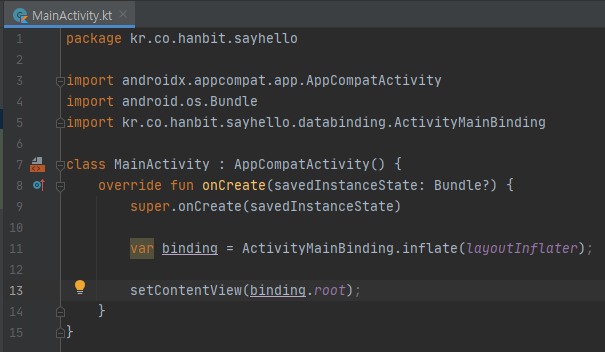 MainActivity.kt
1 package kr.co.hanbit.sayhello
2
3 import androidx.appcompat.app.AppCompatActivity
4 import android.os.Bundle
5 import kr.co.hanbit.sayhello.databinding.ActivityMainBinding
6
7 class MainActivity : AppCompatActivity() {
8 override fun onCreate(savedInstanceState: Bundle?) {
9 super.onCreate(savedInstanceState)
10
11 var binding = ActivityMainBinding.inflate(layoutInflater);
12
13 setContentView(binding.root);
14 }
15 }